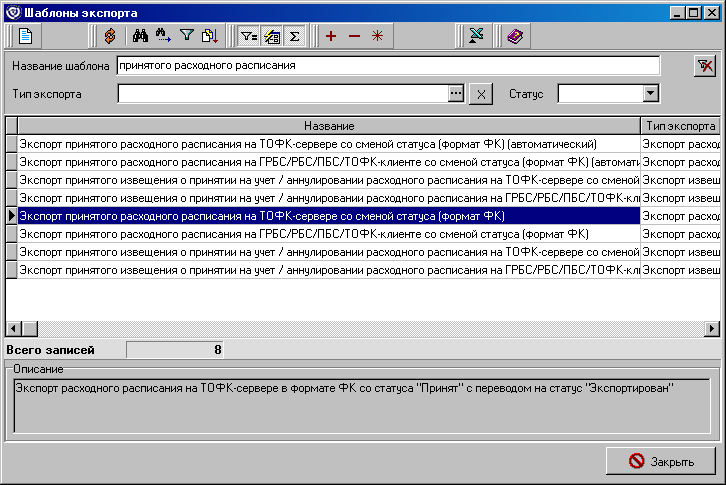 Шаблоны экспорта
Название шаблона принятого расходного расписания
Тип экспорта Статус
Название Тип экспорта
Экспорт принятого расходного расписания на ТОФК-сервере со сменой статуса (формат ФК) (автоматический) Экспорт расход
Экспорт принятого расходного расписания на ГРБС/РБС/ПБС/ТОФК-клиенте со сменой статуса (формат ФК) (автомати Экспорт расход
Экспорт принятого извещения о принятии на учет / аннулировании расходного расписания на ТОФК-сервере со сменой Экспорт извещ
Экспорт принятого извещения о принятии на учет / аннулировании расходного расписания на ГРБС/РБС/ПБС/ТОФК-кл Экспорт извещ
Экспорт принятого расходного расписания на ТОФК-сервере со сменой статуса (формат ФК) Экспорт расход
Экспорт принятого расходного расписания на ГРБС/РБС/ПБС/ТОФК-клиенте со сменой статуса (формат ФК) Экспорт расход
Экспорт принятого извещения о принятии на учет / аннулировании расходного расписания на ТОФК-сервере со сменой Экспорт извещ
Экспорт принятого извещения о принятии на учет / аннулировании расходного расписания на ГРБС/РБС/ПБС/ТОФК-кл Экспорт извещ
Всего записей 8
Описание
Экспорт расходного расписания на ТОФК-сервере в формате ФК со статуса "Принят" с переводом на статус "Экспортирован"
Закрыть